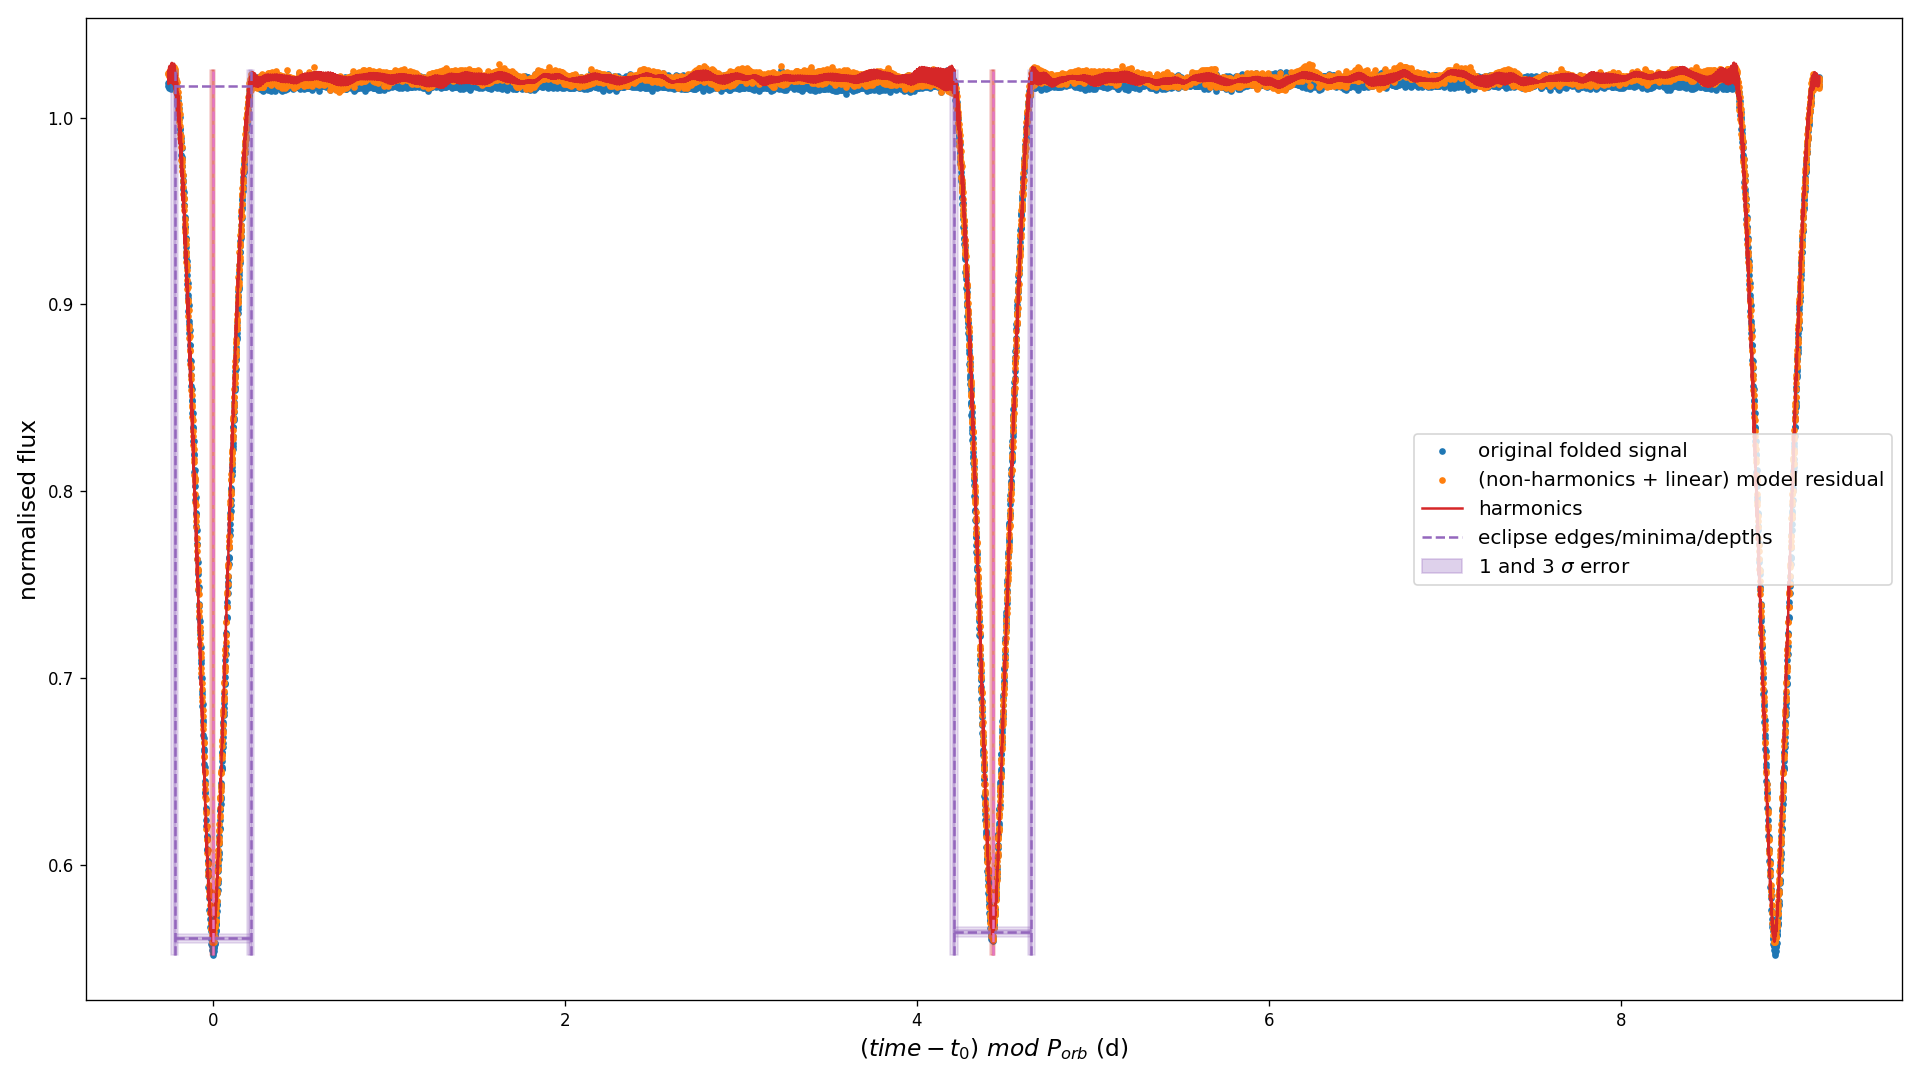 normalised flux
1.0
0.9
0.8
0.7
0.6
original folded signal
(non-harmonics + linear) model residual
harmonics
eclipse edges/minima/depths
1 and 3 σ error
0 2 4 6 8
(time − t₀) mod P_orb (d)